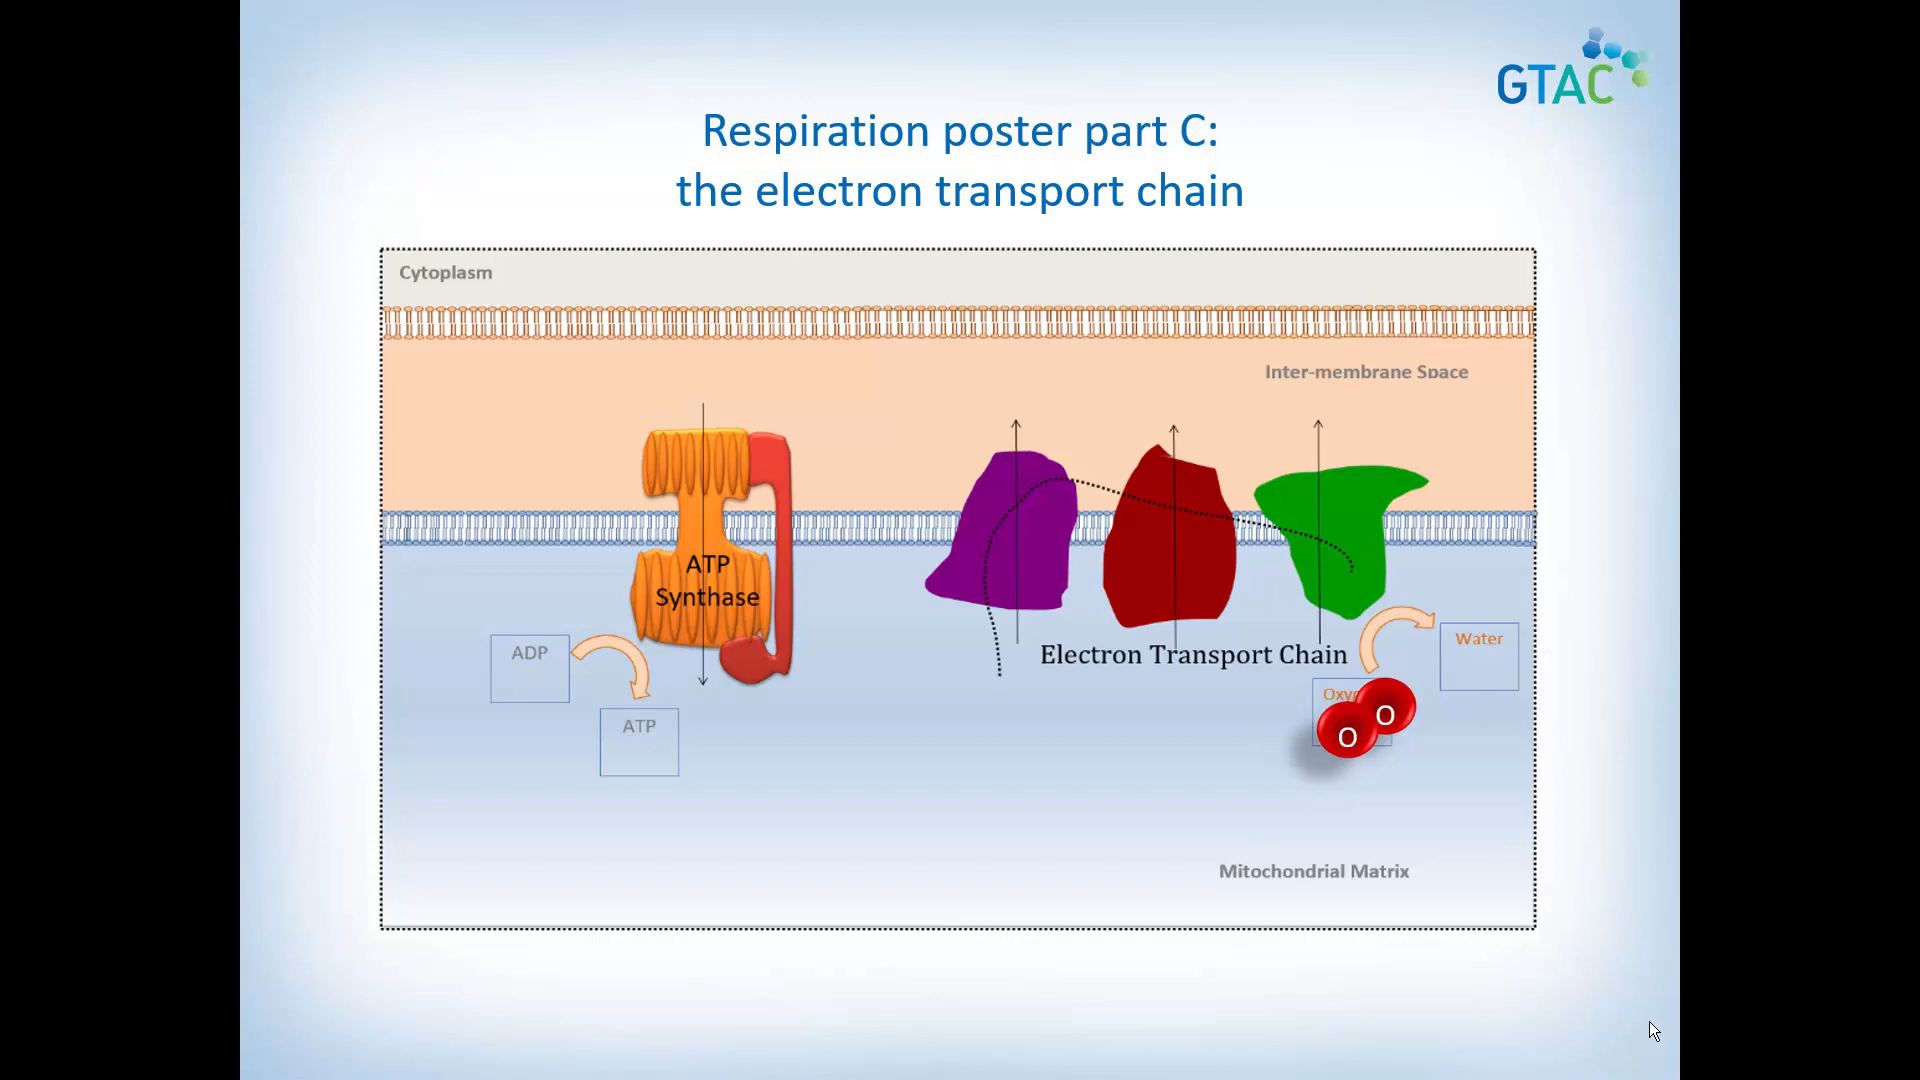 GTAC
Respiration poster part C:
the electron transport chain
Cytoplasm
Inter-membrane Space
ATP
Synthase
ADP
ATP
Electron Transport Chain
Water
Oxy
O
O
Mitochondrial Matrix